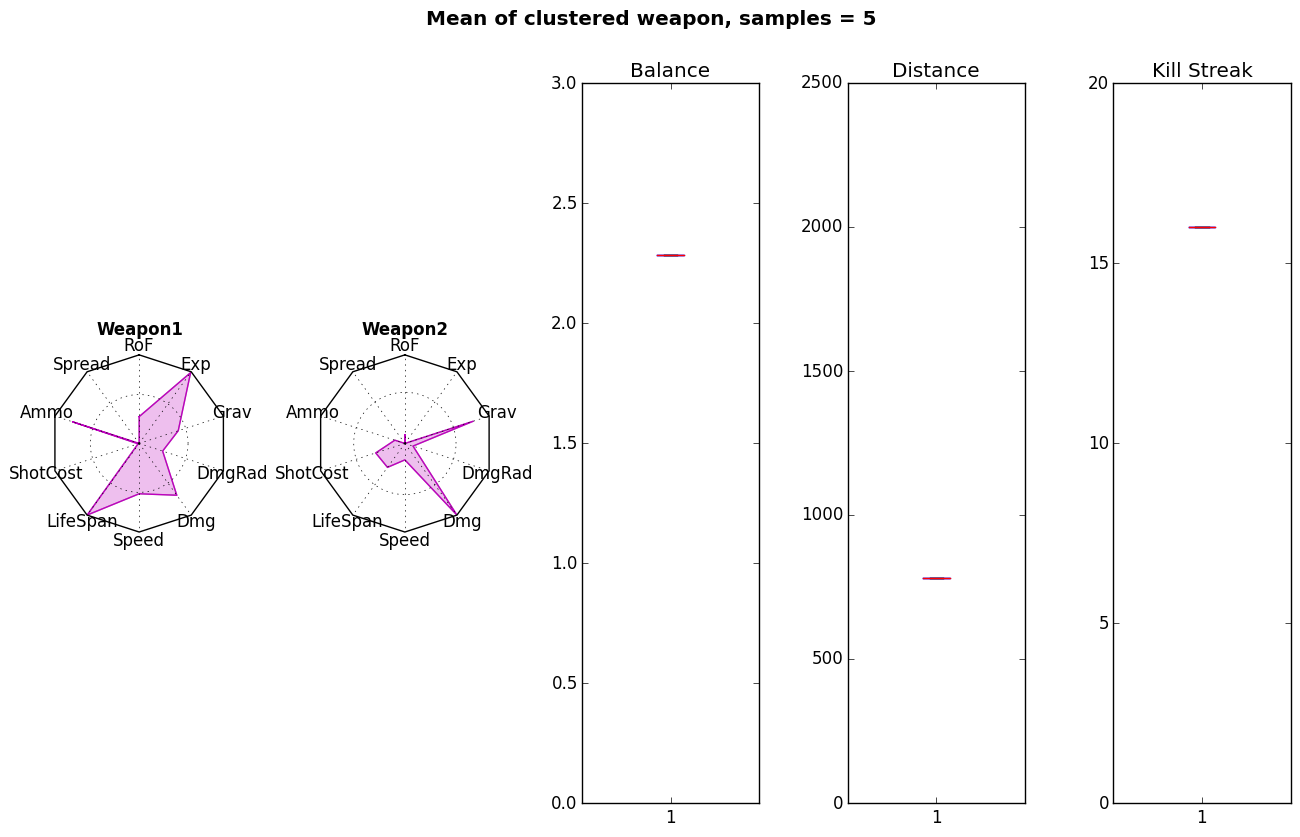 Mean of clustered weapon, samples = 5
Weapon1
RoF
Exp
Spread
Grav
Ammo
DmgRad
ShotCost
Dmg
LifeSpan
Speed
Weapon2
RoF
Exp
Spread
Grav
Ammo
DmgRad
ShotCost
Dmg
LifeSpan
Speed
Balance
3.0
2.5
2.0
1.5
1.0
0.5
0.0
1
Distance
2500
2000
1500
1000
500
0
1
Kill Streak
20
15
10
5
0
1